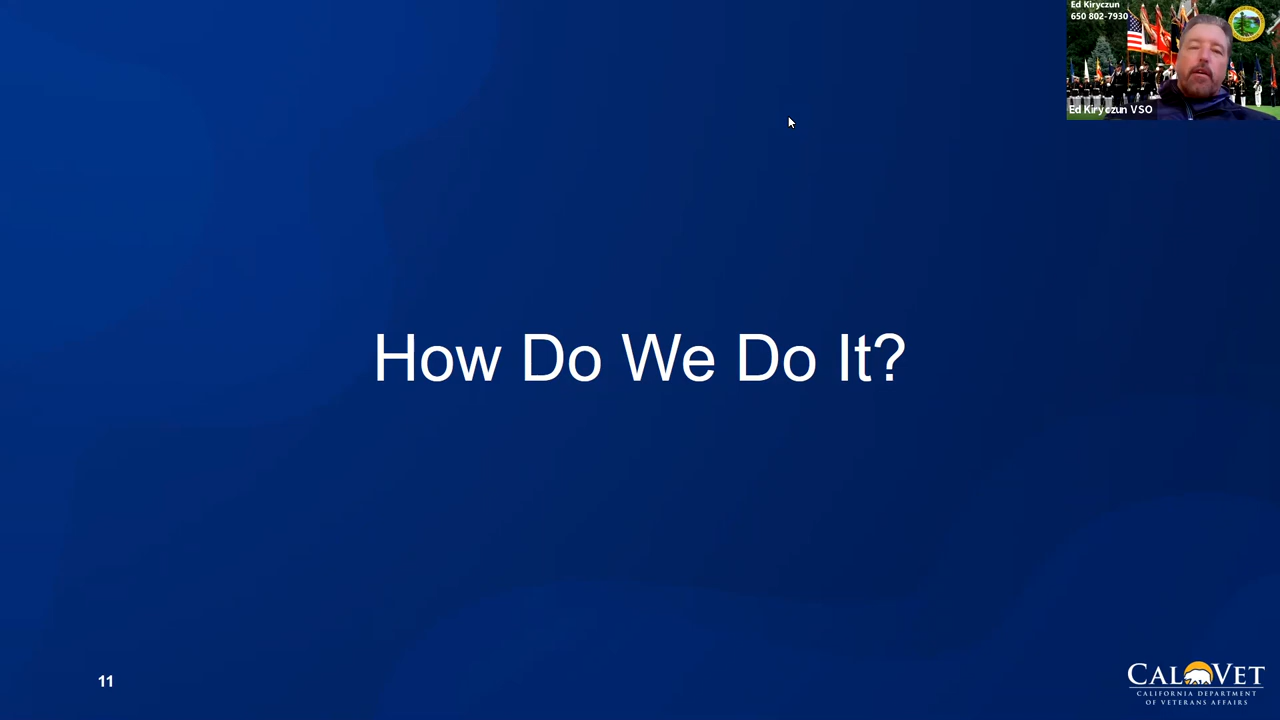 Ed Kiryczun
650 802-7930
Ed Kiryczun VSO
How Do We Do It?
11
CALVET
CALIFORNIA DEPARTMENT
OF VETERANS AFFAIRS